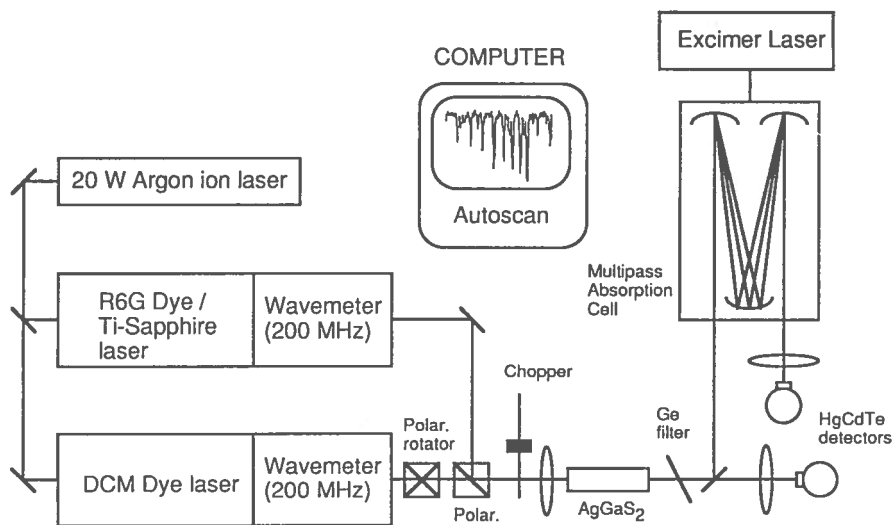 COMPUTER
Excimer Laser
20 W Argon ion laser
Autoscan
R6G Dye /
Ti-Sapphire
laser
Wavemeter
(200 MHz)
Multipass
Absorption
Cell
Chopper
Polar.
rotator
Ge
filter
HgCdTe
detectors
DCM Dye laser
Wavemeter
(200 MHz)
Polar.
AgGaS2